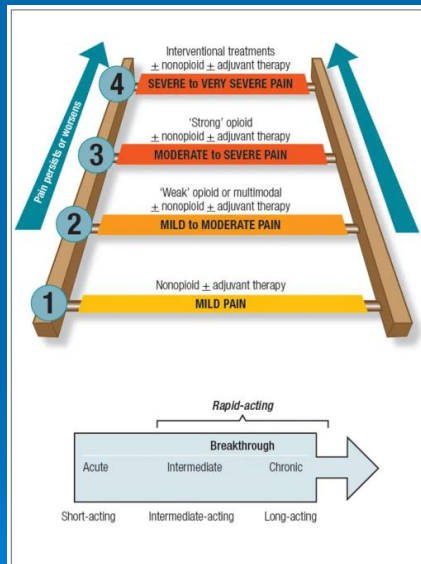 Interventional treatments
± nonopioid ± adjuvant therapy
4
SEVERE to VERY SEVERE PAIN
Pain persists or worsens
'Strong' opioid
± nonopioid ± adjuvant therapy
3
MODERATE to SEVERE PAIN
'Weak' opioid or multimodal
± nonopioid ± adjuvant therapy
2
MILD to MODERATE PAIN
Nonopioid ± adjuvant therapy
1
MILD PAIN
Rapid-acting
Breakthrough
Acute Intermediate Chronic
Short-acting Intermediate-acting Long-acting